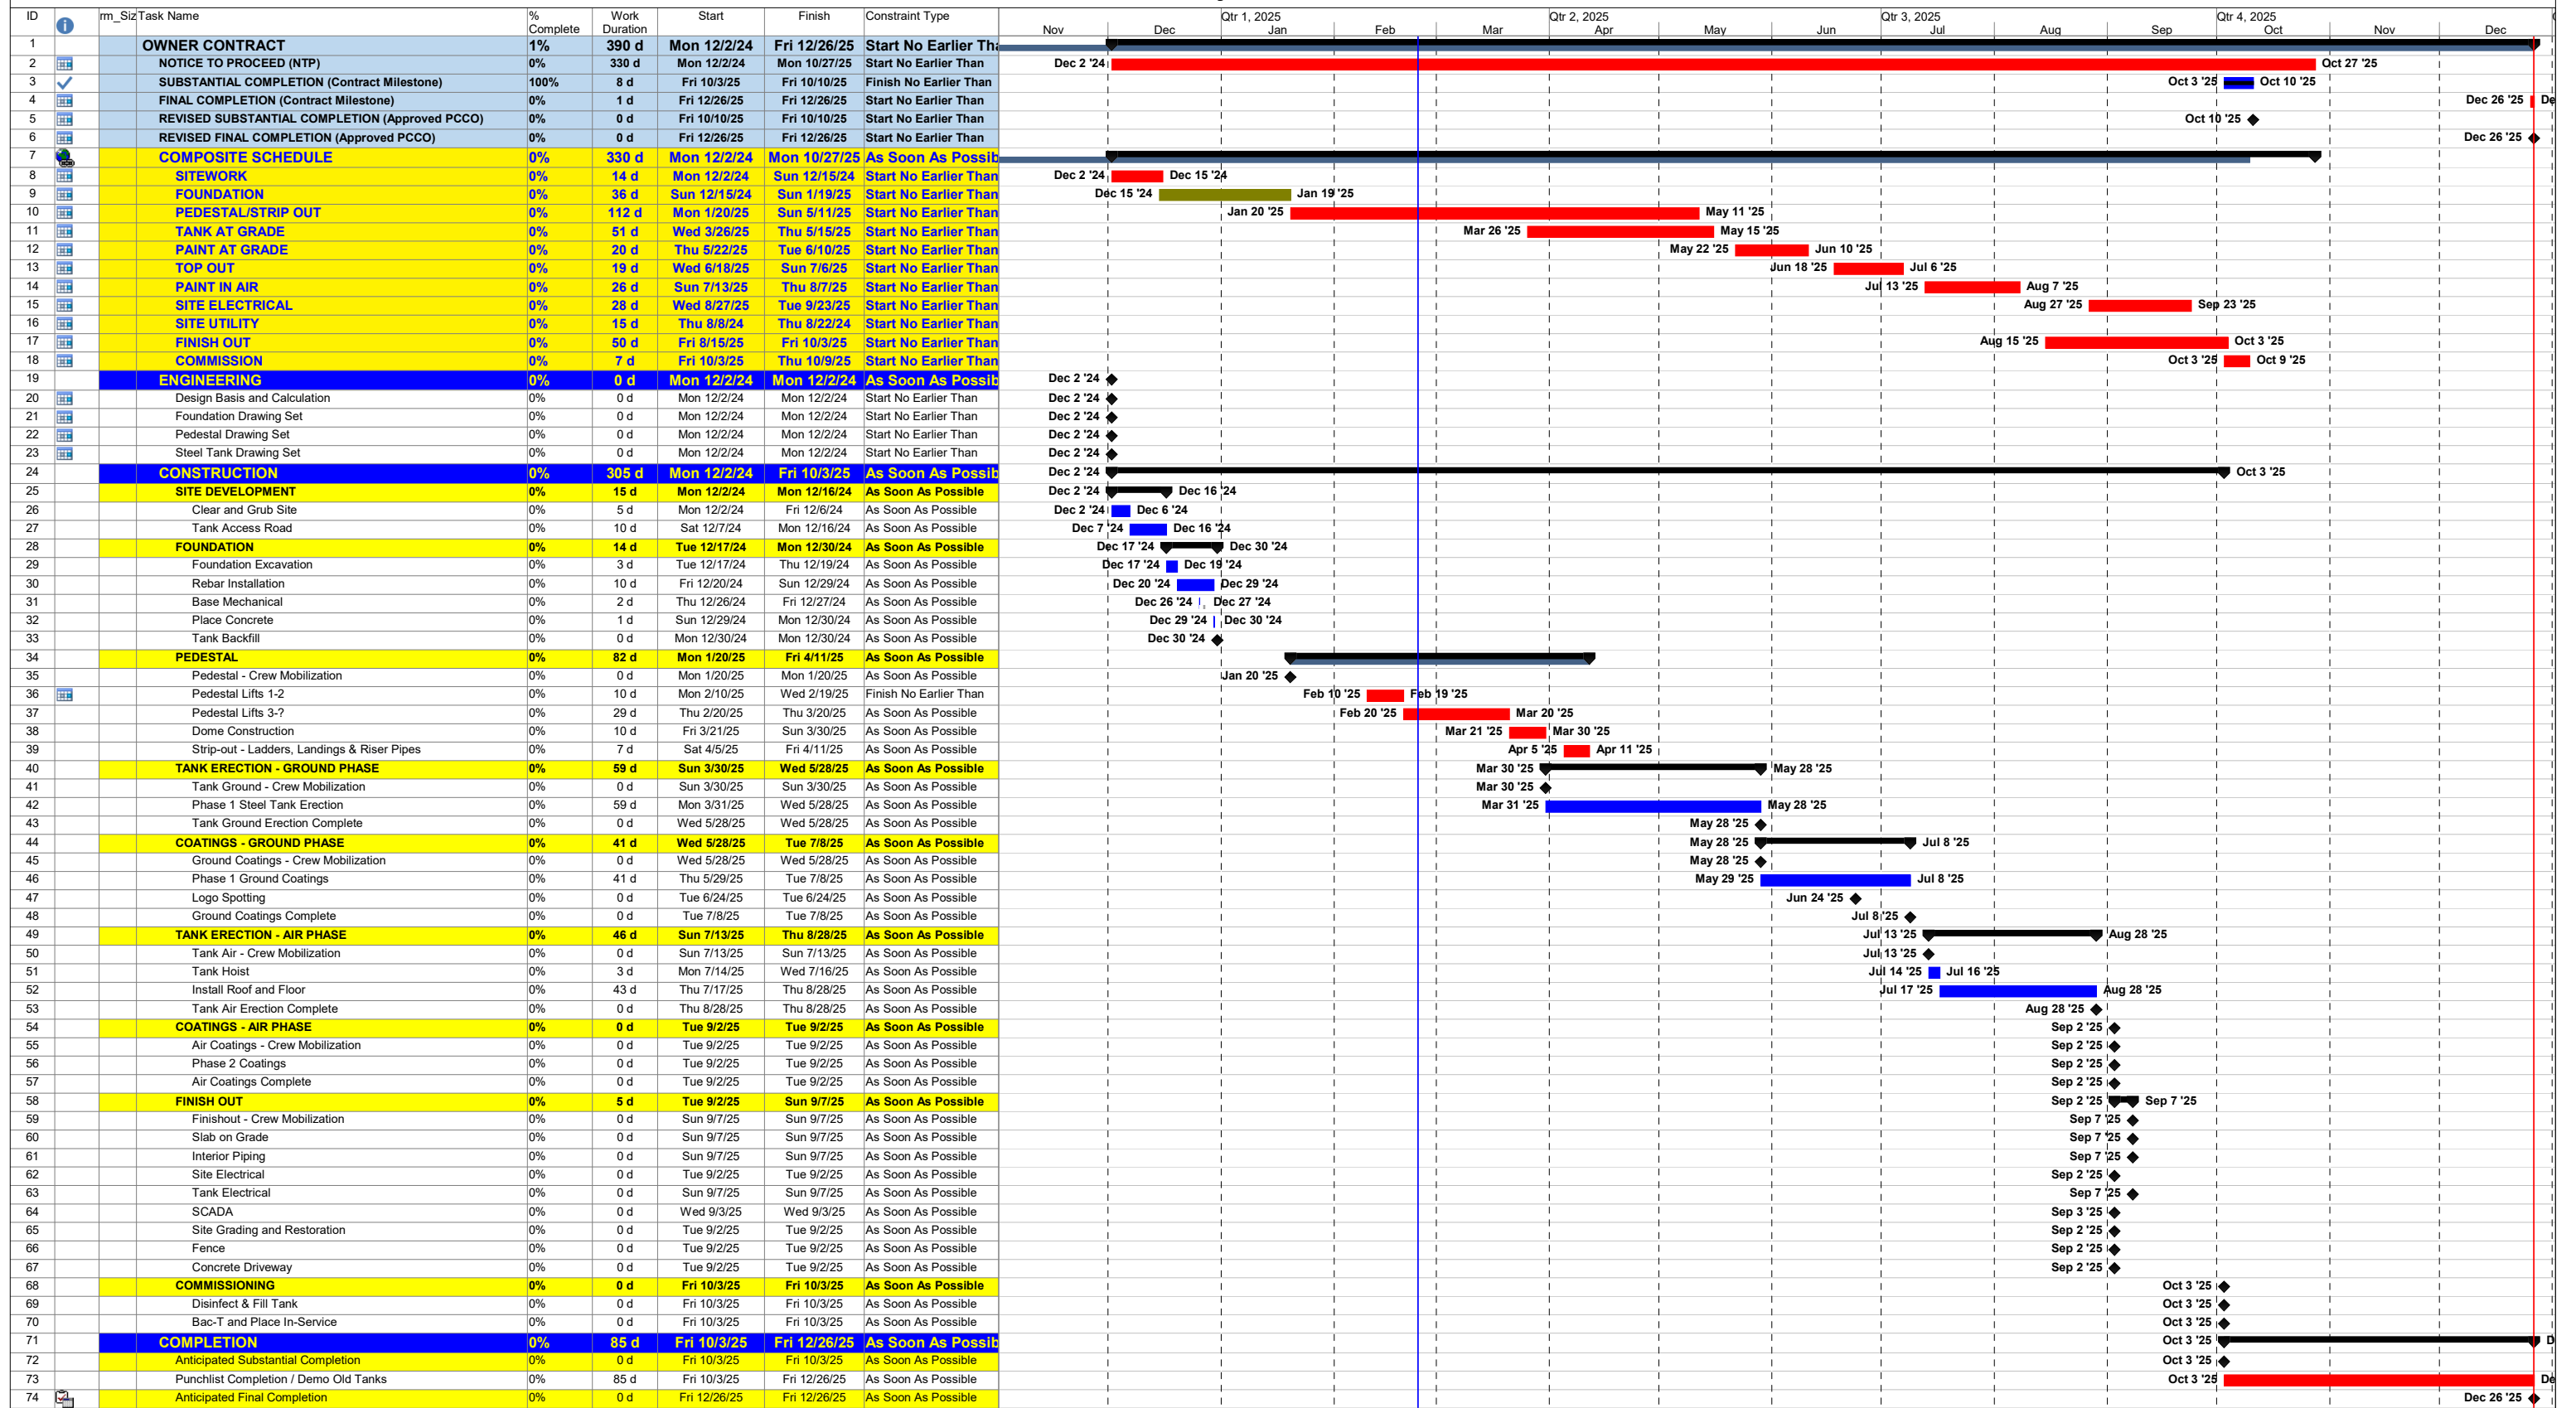 ID rm_Siz Task Name % Complete Work Duration Start Finish Constraint Type Qtr 1, 2025 Qtr 2, 2025 Qtr 3, 2025 Qtr 4, 2025
Nov Dec Jan Feb Mar Apr May Jun Jul Aug Sep Oct Nov Dec
1 OWNER CONTRACT 1% 390 d Mon 12/2/24 Fri 12/26/25 Start No Earlier Tha
2 NOTICE TO PROCEED (NTP) 0% 330 d Mon 12/2/24 Mon 10/27/25 Start No Earlier Than Dec 2 '24 Oct 27 '25
3 SUBSTANTIAL COMPLETION (Contract Milestone) 100% 8 d Fri 10/3/25 Fri 10/10/25 Finish No Earlier Than Oct 3 '25 Oct 10 '25
4 FINAL COMPLETION (Contract Milestone) 0% 1 d Fri 12/26/25 Fri 12/26/25 Start No Earlier Than Dec 26 '25 De
5 REVISED SUBSTANTIAL COMPLETION (Approved PCCO) 0% 0 d Fri 10/10/25 Fri 10/10/25 Start No Earlier Than Oct 10 '25
6 REVISED FINAL COMPLETION (Approved PCCO) 0% 0 d Fri 12/26/25 Fri 12/26/25 Start No Earlier Than Dec 26 '25
7 COMPOSITE SCHEDULE 0% 330 d Mon 12/2/24 Mon 10/27/25 As Soon As Possib
8 SITEWORK 0% 14 d Mon 12/2/24 Sun 12/15/24 Start No Earlier Than Dec 2 '24 Dec 15 '24
9 FOUNDATION 0% 36 d Sun 12/15/24 Sun 1/19/25 Start No Earlier Than Dec 15 '24 Jan 19 '25
10 PEDESTAL/STRIP OUT 0% 112 d Mon 1/20/25 Sun 5/11/25 Start No Earlier Than Jan 20 '25 May 11 '25
11 TANK AT GRADE 0% 51 d Wed 3/26/25 Thu 5/15/25 Start No Earlier Than Mar 26 '25 May 15 '25
12 PAINT AT GRADE 0% 20 d Thu 5/22/25 Tue 6/10/25 Start No Earlier Than May 22 '25 Jun 10 '25
13 TOP OUT 0% 19 d Wed 6/18/25 Sun 7/6/25 Start No Earlier Than Jun 18 '25 Jul 6 '25
14 PAINT IN AIR 0% 26 d Sun 7/13/25 Thu 8/7/25 Start No Earlier Than Jul 13 '25 Aug 7 '25
15 SITE ELECTRICAL 0% 28 d Wed 8/27/25 Tue 9/23/25 Start No Earlier Than Aug 27 '25 Sep 23 '25
16 SITE UTILITY 0% 15 d Thu 8/8/24 Thu 8/22/24 Start No Earlier Than
17 FINISH OUT 0% 50 d Fri 8/15/25 Fri 10/3/25 Start No Earlier Than Aug 15 '25 Oct 3 '25
18 COMMISSION 0% 7 d Fri 10/3/25 Thu 10/9/25 Start No Earlier Than Oct 3 '25 Oct 9 '25
19 ENGINEERING 0% 0 d Mon 12/2/24 Mon 12/2/24 As Soon As Possib Dec 2 '24
20 Design Basis and Calculation 0% 0 d Mon 12/2/24 Mon 12/2/24 Start No Earlier Than Dec 2 '24
21 Foundation Drawing Set 0% 0 d Mon 12/2/24 Mon 12/2/24 Start No Earlier Than Dec 2 '24
22 Pedestal Drawing Set 0% 0 d Mon 12/2/24 Mon 12/2/24 Start No Earlier Than Dec 2 '24
23 Steel Tank Drawing Set 0% 0 d Mon 12/2/24 Mon 12/2/24 Start No Earlier Than Dec 2 '24
24 CONSTRUCTION 0% 305 d Mon 12/2/24 Fri 10/3/25 As Soon As Possib Dec 2 '24 Oct 3 '25
25 SITE DEVELOPMENT 0% 15 d Mon 12/2/24 Mon 12/16/24 As Soon As Possible Dec 2 '24 Dec 16 '24
26 Clear and Grub Site 0% 5 d Mon 12/2/24 Fri 12/6/24 As Soon As Possible Dec 2 '24 Dec 6 '24
27 Tank Access Road 0% 10 d Sat 12/7/24 Mon 12/16/24 As Soon As Possible Dec 7 '24 Dec 16 '24
28 FOUNDATION 0% 14 d Tue 12/17/24 Mon 12/30/24 As Soon As Possible Dec 17 '24 Dec 30 '24
29 Foundation Excavation 0% 3 d Tue 12/17/24 Thu 12/19/24 As Soon As Possible Dec 17 '24 Dec 19 '24
30 Rebar Installation 0% 10 d Fri 12/20/24 Sun 12/29/24 As Soon As Possible Dec 20 '24 Dec 29 '24
31 Base Mechanical 0% 2 d Thu 12/26/24 Fri 12/27/24 As Soon As Possible Dec 26 '24 Dec 27 '24
32 Place Concrete 0% 1 d Sun 12/29/24 Mon 12/30/24 As Soon As Possible Dec 29 '24 Dec 30 '24
33 Tank Backfill 0% 0 d Mon 12/30/24 Mon 12/30/24 As Soon As Possible Dec 30 '24
34 PEDESTAL 0% 82 d Mon 1/20/25 Fri 4/11/25 As Soon As Possible
35 Pedestal - Crew Mobilization 0% 0 d Mon 1/20/25 Mon 1/20/25 As Soon As Possible Jan 20 '25
36 Pedestal Lifts 1-2 0% 10 d Mon 2/10/25 Wed 2/19/25 Finish No Earlier Than Feb 10 '25 Feb 19 '25
37 Pedestal Lifts 3-? 0% 29 d Thu 2/20/25 Thu 3/20/25 As Soon As Possible Feb 20 '25 Mar 20 '25
38 Dome Construction 0% 10 d Fri 3/21/25 Sun 3/30/25 As Soon As Possible Mar 21 '25 Mar 30 '25
39 Strip-out - Ladders, Landings & Riser Pipes 0% 7 d Sat 4/5/25 Fri 4/11/25 As Soon As Possible Apr 5 '25 Apr 11 '25
40 TANK ERECTION - GROUND PHASE 0% 59 d Sun 3/30/25 Wed 5/28/25 As Soon As Possible Mar 30 '25 May 28 '25
41 Tank Ground - Crew Mobilization 0% 0 d Sun 3/30/25 Sun 3/30/25 As Soon As Possible Mar 30 '25
42 Phase 1 Steel Tank Erection 0% 59 d Mon 3/31/25 Wed 5/28/25 As Soon As Possible Mar 31 '25 May 28 '25
43 Tank Ground Erection Complete 0% 0 d Wed 5/28/25 Wed 5/28/25 As Soon As Possible May 28 '25
44 COATINGS - GROUND PHASE 0% 41 d Wed 5/28/25 Tue 7/8/25 As Soon As Possible May 28 '25 Jul 8 '25
45 Ground Coatings - Crew Mobilization 0% 0 d Wed 5/28/25 Wed 5/28/25 As Soon As Possible May 28 '25
46 Phase 1 Ground Coatings 0% 41 d Thu 5/29/25 Tue 7/8/25 As Soon As Possible May 29 '25 Jul 8 '25
47 Logo Spotting 0% 0 d Tue 6/24/25 Tue 6/24/25 As Soon As Possible Jun 24 '25
48 Ground Coatings Complete 0% 0 d Tue 7/8/25 Tue 7/8/25 As Soon As Possible Jul 8 '25
49 TANK ERECTION - AIR PHASE 0% 46 d Sun 7/13/25 Thu 8/28/25 As Soon As Possible Jul 13 '25 Aug 28 '25
50 Tank Air - Crew Mobilization 0% 0 d Sun 7/13/25 Sun 7/13/25 As Soon As Possible Jul 13 '25
51 Tank Hoist 0% 3 d Mon 7/14/25 Wed 7/16/25 As Soon As Possible Jul 14 '25 Jul 16 '25
52 Install Roof and Floor 0% 43 d Thu 7/17/25 Thu 8/28/25 As Soon As Possible Jul 17 '25 Aug 28 '25
53 Tank Air Erection Complete 0% 0 d Thu 8/28/25 Thu 8/28/25 As Soon As Possible Aug 28 '25
54 COATINGS - AIR PHASE 0% 0 d Tue 9/2/25 Tue 9/2/25 As Soon As Possible Sep 2 '25
55 Air Coatings - Crew Mobilization 0% 0 d Tue 9/2/25 Tue 9/2/25 As Soon As Possible Sep 2 '25
56 Phase 2 Coatings 0% 0 d Tue 9/2/25 Tue 9/2/25 As Soon As Possible Sep 2 '25
57 Air Coatings Complete 0% 0 d Tue 9/2/25 Tue 9/2/25 As Soon As Possible Sep 2 '25
58 FINISH OUT 0% 5 d Tue 9/2/25 Sun 9/7/25 As Soon As Possible Sep 2 '25 Sep 7 '25
59 Finishout - Crew Mobilization 0% 0 d Sun 9/7/25 Sun 9/7/25 As Soon As Possible Sep 7 '25
60 Slab on Grade 0% 0 d Sun 9/7/25 Sun 9/7/25 As Soon As Possible Sep 7 '25
61 Interior Piping 0% 0 d Sun 9/7/25 Sun 9/7/25 As Soon As Possible Sep 7 '25
62 Site Electrical 0% 0 d Tue 9/2/25 Tue 9/2/25 As Soon As Possible Sep 2 '25
63 Tank Electrical 0% 0 d Sun 9/7/25 Sun 9/7/25 As Soon As Possible Sep 7 '25
64 SCADA 0% 0 d Wed 9/3/25 Wed 9/3/25 As Soon As Possible Sep 3 '25
65 Site Grading and Restoration 0% 0 d Tue 9/2/25 Tue 9/2/25 As Soon As Possible Sep 2 '25
66 Fence 0% 0 d Tue 9/2/25 Tue 9/2/25 As Soon As Possible Sep 2 '25
67 Concrete Driveway 0% 0 d Tue 9/2/25 Tue 9/2/25 As Soon As Possible Sep 2 '25
68 COMMISSIONING 0% 0 d Fri 10/3/25 Fri 10/3/25 As Soon As Possible Oct 3 '25
69 Disinfect & Fill Tank 0% 0 d Fri 10/3/25 Fri 10/3/25 As Soon As Possible Oct 3 '25
70 Bac-T and Place In-Service 0% 0 d Fri 10/3/25 Fri 10/3/25 As Soon As Possible Oct 3 '25
71 COMPLETION 0% 85 d Fri 10/3/25 Fri 12/26/25 As Soon As Possib Oct 3 '25 D
72 Anticipated Substantial Completion 0% 0 d Fri 10/3/25 Fri 10/3/25 As Soon As Possible Oct 3 '25
73 Punchlist Completion / Demo Old Tanks 0% 85 d Fri 10/3/25 Fri 12/26/25 As Soon As Possible Oct 3 '25 De
74 Anticipated Final Completion 0% 0 d Fri 12/26/25 Fri 12/26/25 As Soon As Possible Dec 26 '25